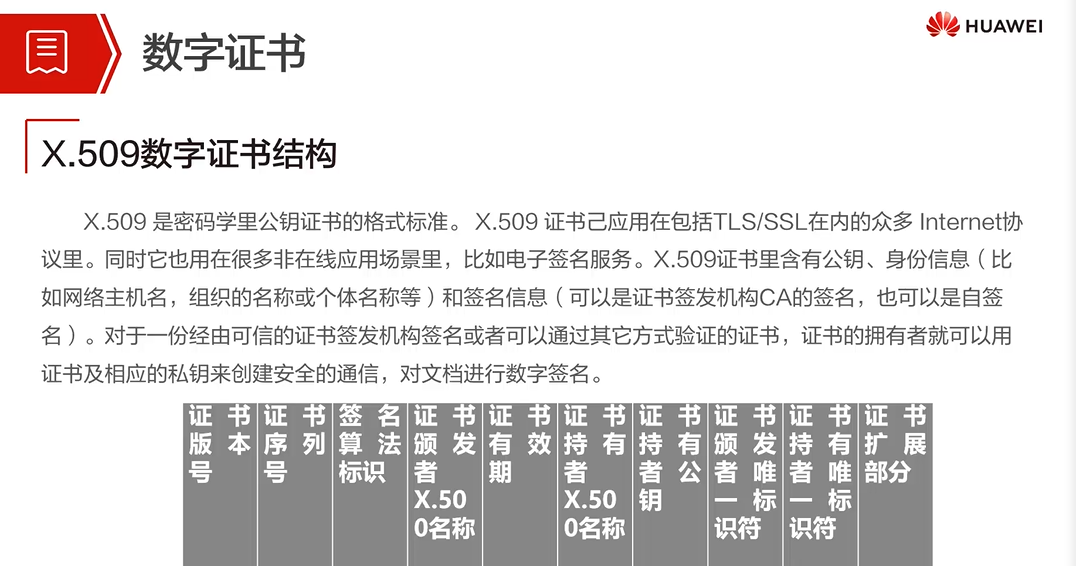 数字证书
HUAWEI
X.509数字证书结构
X.509 是密码学里公钥证书的格式标准。 X.509 证书己应用在包括TLS/SSL在内的众多 Internet协
议里。同时它也用在很多非在线应用场景里，比如电子签名服务。X.509证书里含有公钥、身份信息（比
如网络主机名，组织的名称或个体名称等）和签名信息（可以是证书签发机构CA的签名，也可以是自签
名）。对于一份经由可信的证书签发机构签名或者可以通过其它方式验证的证书，证书的拥有者就可以用
证书及相应的私钥来创建安全的通信，对文档进行数字签名。
证书
版本
号
证书
序列
号
签名
算法
标识
证书
颁发
者
X.50
0名称
证书
有效
期
证书
持有
者
X.50
0名称
证书
持有
者公
钥
证书
颁发
者唯
一标
识符
证书
持有
者唯
一标
识符
证书
扩展
部分